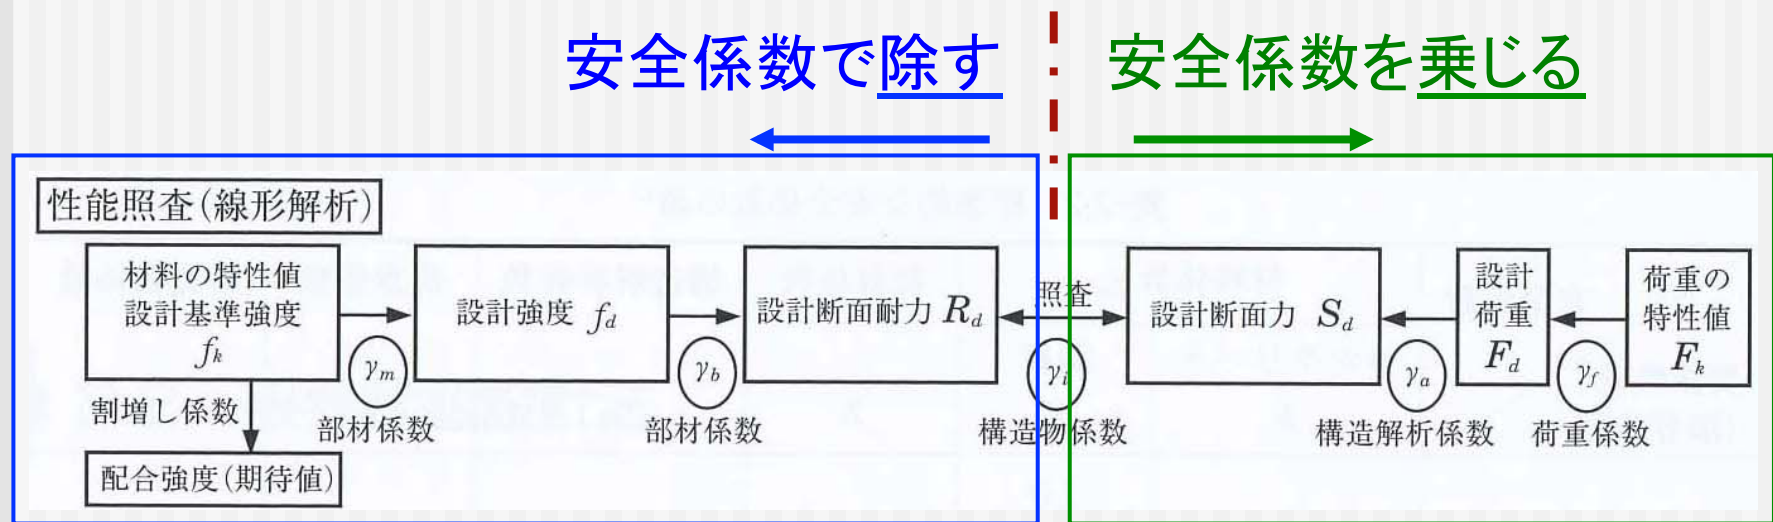 安全係数で除す
安全係数を乗じる
性能照査(線形解析)
材料の特性値
設計基準強度
fk
設計強度 fd
設計断面耐力 Rd
照査
設計断面力 Sd
設計
荷重
Fd
荷重の
特性値
Fk
γm
γb
γi
γa
γf
割増し係数
部材係数
部材係数
構造物係数
構造解析係数
荷重係数
配合強度(期待値)